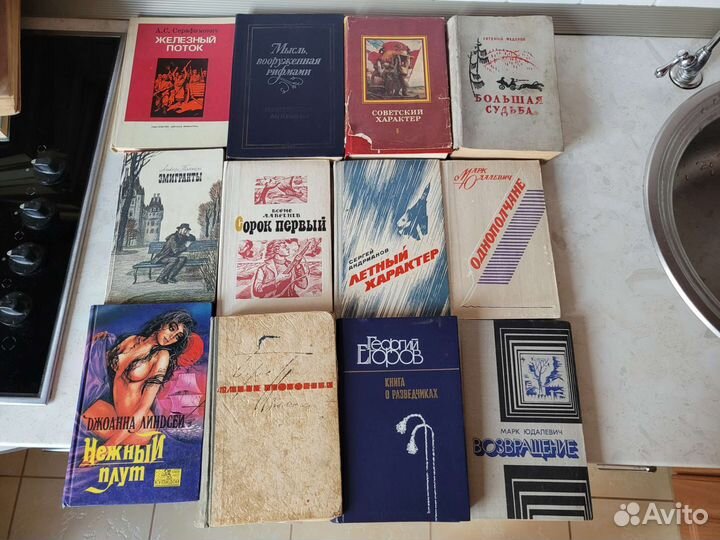 А. С. Серафимович
ЖЕЛЕЗНЫЙ
ПОТОК
Мысль,
вооруженная
рифмами
СОВЕТСКИЙ
ХАРАКТЕР
ЕВГЕНИЙ ФЕДОРОВ
БОЛЬШАЯ
СУДЬБА
ЭМИГРАНТЫ
БОРИС
ЛАВРЕНЕВ
СОРОК ПЕРВЫЙ
СЕРГЕЙ
АНДРИАНОВ
ЛЕТНЫЙ
ХАРАКТЕР
МАРК
ЮДАЛЕВИЧ
ОДНОПОЛЧАНЕ
ДЖОАННА ЛИНДСЕЙ
НЕЖНЫЙ
ПЛУТ
ГЕОРГИЙ
ЕГОРОВ
КНИГА
О РАЗВЕДЧИКАХ
МАРК ЮДАЛЕВИЧ
ВОЗВРАЩЕНИЕ
Avito